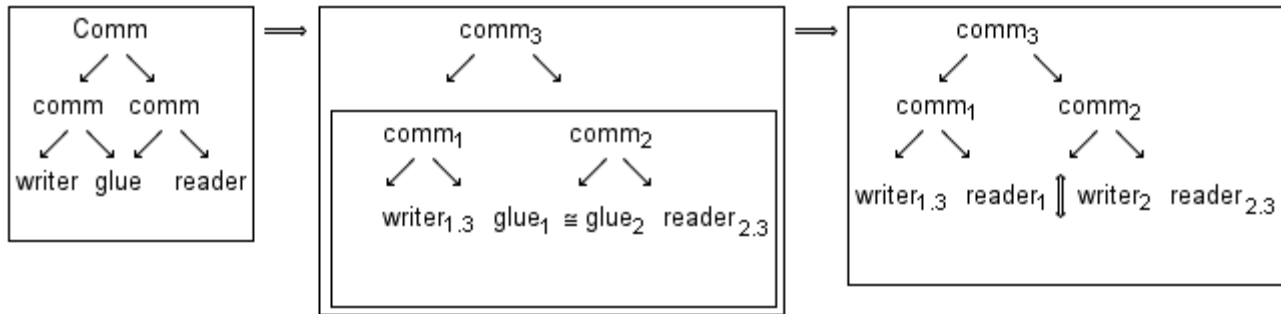 Comm
comm comm
writer glue reader
⟹
comm₃
comm₁ comm₂
writer₁.₃ glue₁ ≅ glue₂ reader₂.₃
⟹
comm₃
comm₁ comm₂
writer₁.₃ reader₁ ⇕ writer₂ reader₂.₃